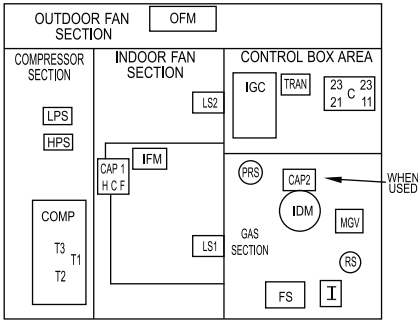 OUTDOOR FAN
SECTION
OFM
COMPRESSOR
SECTION
LPS
HPS
COMP
T3
T1
T2
INDOOR FAN
SECTION
LS2
IFM
CAP 1
H C F
LS1
CONTROL BOX AREA
IGC
TRAN
23 C 23
21 11
PRS
CAP2
WHEN
USED
IDM
MGV
GAS
SECTION
RS
FS
I